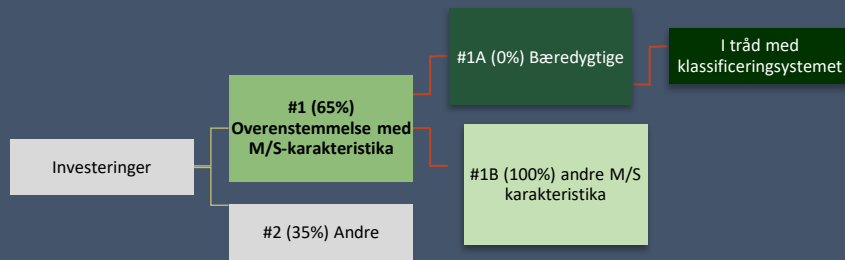 Investeringer
#1 (65%)
Overenstemmelse med
M/S-karakteristika
#2 (35%) Andre
#1A (0%) Bæredygtige
#1B (100%) andre M/S
karakteristika
I tråd med
klassificeringsystemet